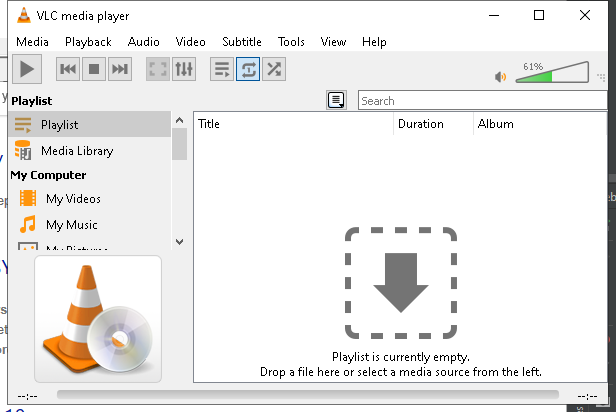 VLC media player
Media Playback Audio Video Subtitle Tools View Help
61%
Playlist
Search
Playlist
Title Duration Album
Media Library
My Computer
My Videos
My Music
My Pictures
Playlist is currently empty.
Drop a file here or select a media source from the left.
--:-- --:--